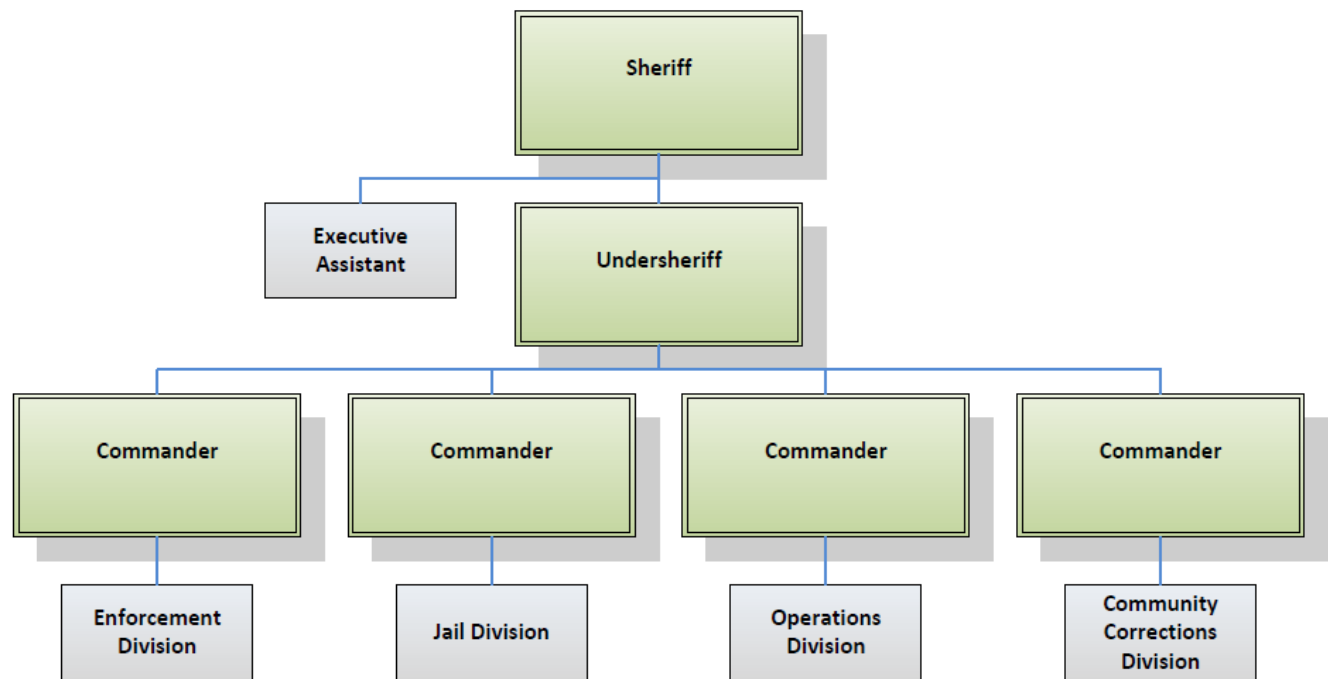 Sheriff
Executive
Assistant
Undersheriff
Commander
Commander
Commander
Commander
Enforcement
Division
Jail Division
Operations
Division
Community
Corrections
Division